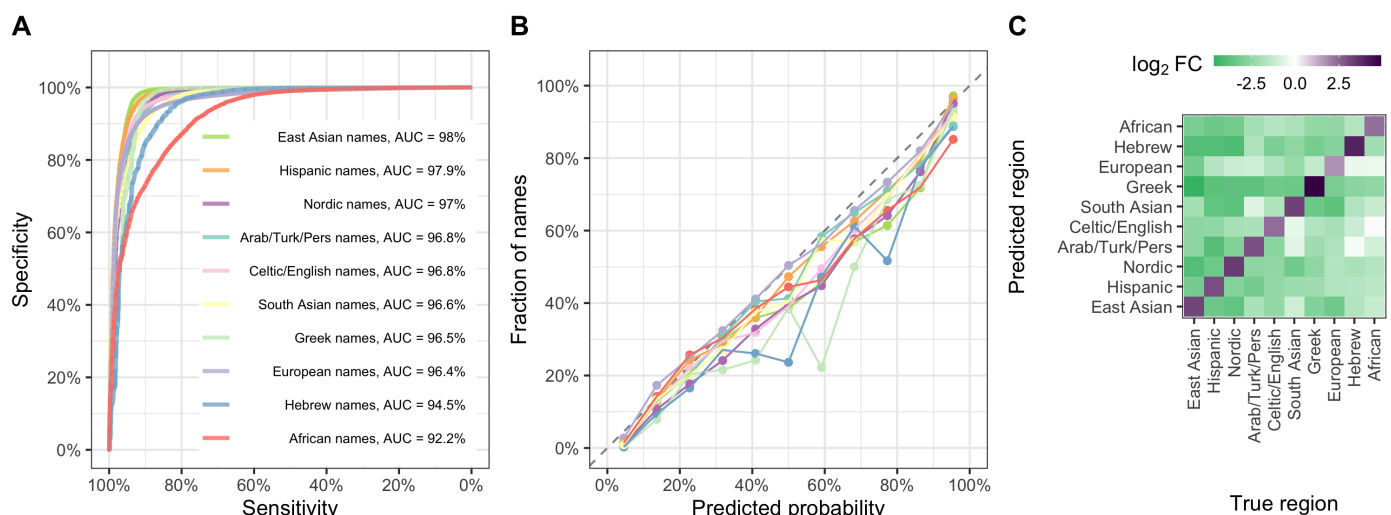 A
Specificity
100%
80%
60%
40%
20%
0%
East Asian names, AUC = 98%
Hispanic names, AUC = 97.9%
Nordic names, AUC = 97%
Arab/Turk/Pers names, AUC = 96.8%
Celtic/English names, AUC = 96.8%
South Asian names, AUC = 96.6%
Greek names, AUC = 96.5%
European names, AUC = 96.4%
Hebrew names, AUC = 94.5%
African names, AUC = 92.2%
100% 80% 60% 40% 20% 0%
Sensitivity
B
Fraction of names
100%
80%
60%
40%
20%
0%
0% 20% 40% 60% 80% 100%
Predicted probability
C
log₂ FC
-2.5 0.0 2.5
Predicted region
African
Hebrew
European
Greek
South Asian
Celtic/English
Arab/Turk/Pers
Nordic
Hispanic
East Asian
East Asian
Hispanic
Nordic
Arab/Turk/Pers
Celtic/English
South Asian
Greek
European
Hebrew
African
True region